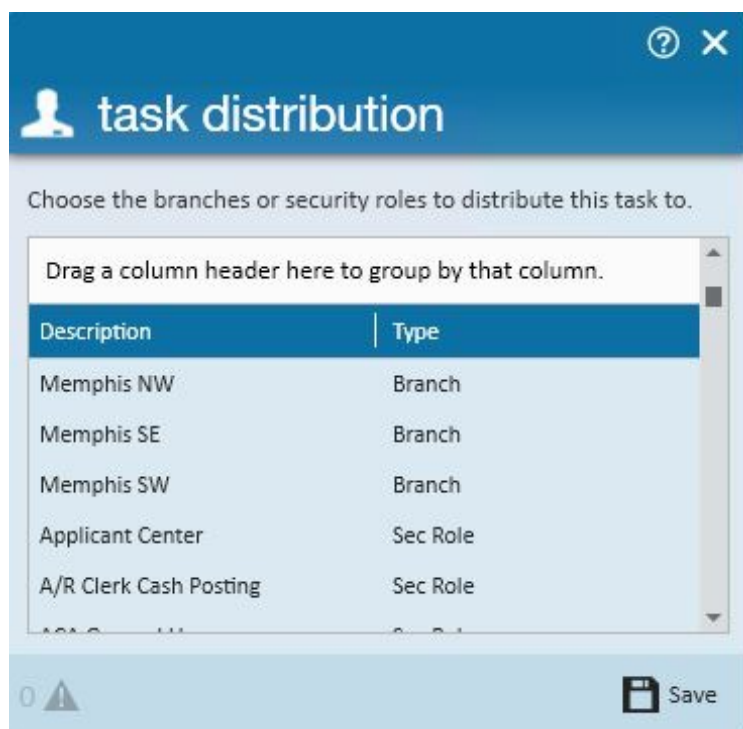 task distribution
Choose the branches or security roles to distribute this task to.
Drag a column header here to group by that column.
Description Type
Memphis NW Branch
Memphis SE Branch
Memphis SW Branch
Applicant Center Sec Role
A/R Clerk Cash Posting Sec Role
0
Save